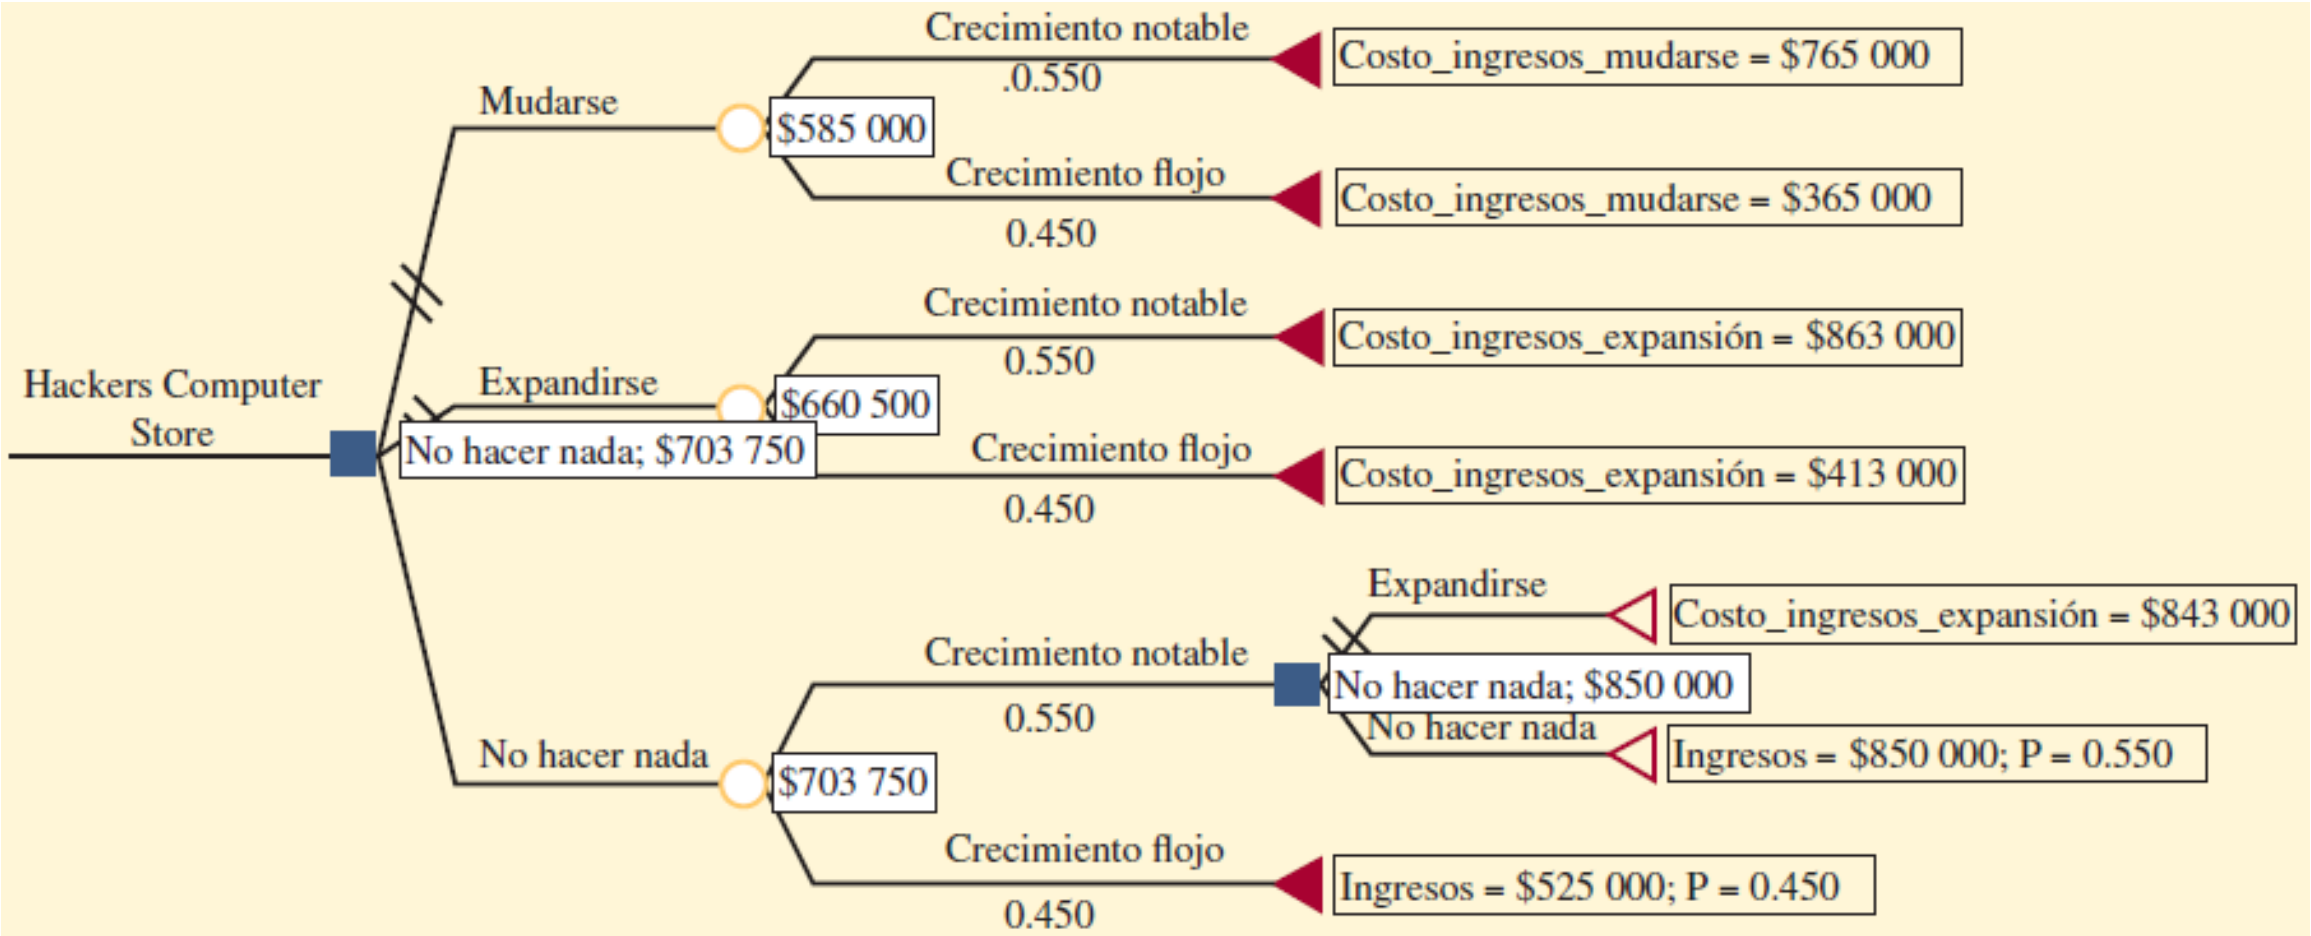 Crecimiento notable
.0.550
Costo_ingresos_mudarse = $765 000
Mudarse
$585 000
Crecimiento flojo
0.450
Costo_ingresos_mudarse = $365 000
Crecimiento notable
0.550
Costo_ingresos_expansión = $863 000
Hackers Computer
Store
Expandirse
$660 500
No hacer nada; $703 750
Crecimiento flojo
0.450
Costo_ingresos_expansión = $413 000
Expandirse
Costo_ingresos_expansión = $843 000
Crecimiento notable
0.550
No hacer nada; $850 000
No hacer nada
Ingresos = $850 000; P = 0.550
No hacer nada
$703 750
Crecimiento flojo
0.450
Ingresos = $525 000; P = 0.450